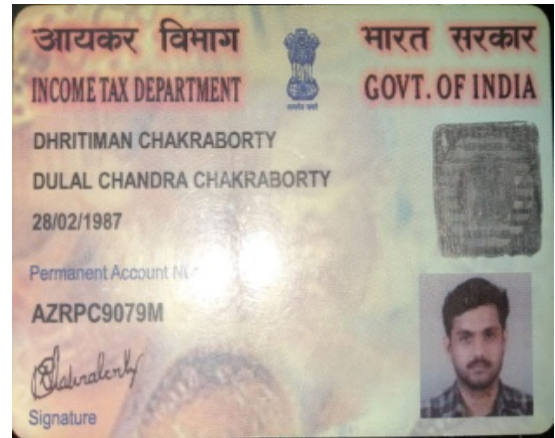 आयकर विभाग
भारत सरकार
INCOME TAX DEPARTMENT
GOVT. OF INDIA
DHRITIMAN CHAKRABORTY
DULAL CHANDRA CHAKRABORTY
28/02/1987
Permanent Account
AZRPC9079M
Chakraborty
Signature